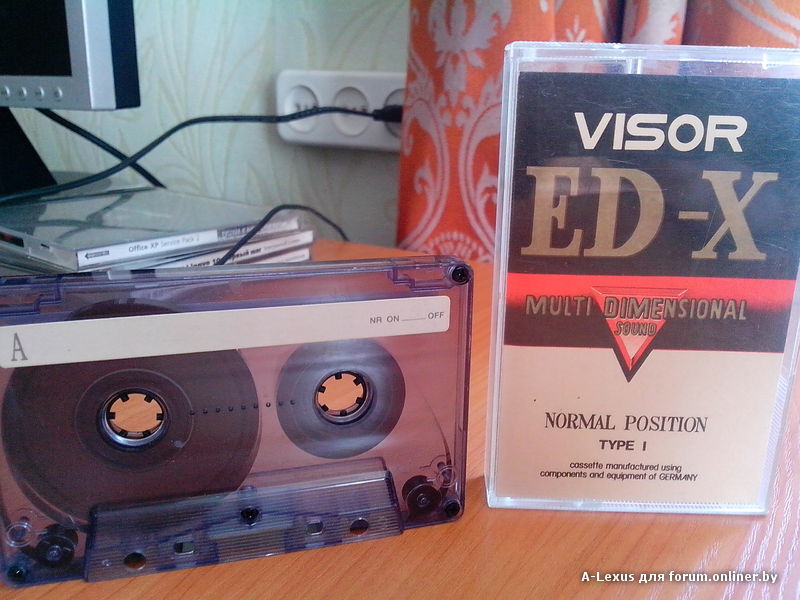 VISOR
ED-X
MULTI DIMENSIONAL
SOUND
NORMAL POSITION
TYPE I
cassette manufactured using
components and equipment of GERMANY
A
NR ON OFF
Office XP Service Pack 2
A-Lexus для forum.onliner.by